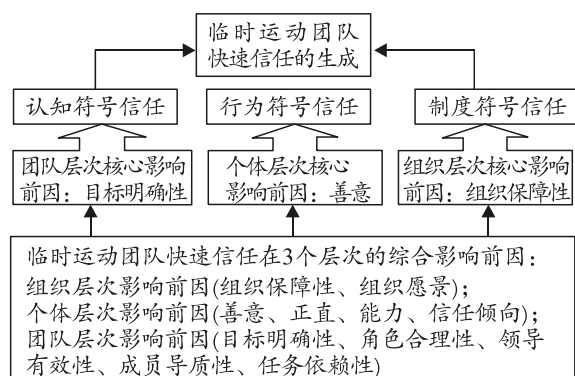 临时运动团队
快速信任的生成
认知符号信任
行为符号信任
制度符号信任
团队层次核心影响
前因：目标明确性
个体层次核心
影响前因：善意
组织层次核心影响
前因：组织保障性
临时运动团队快速信任在3个层次的综合影响前因：
组织层次影响前因(组织保障性、组织愿景)；
个体层次影响前因(善意、正直、能力、信任倾向)；
团队层次影响前因(目标明确性、角色合理性、领导
有效性、成员导质性、任务依赖性)